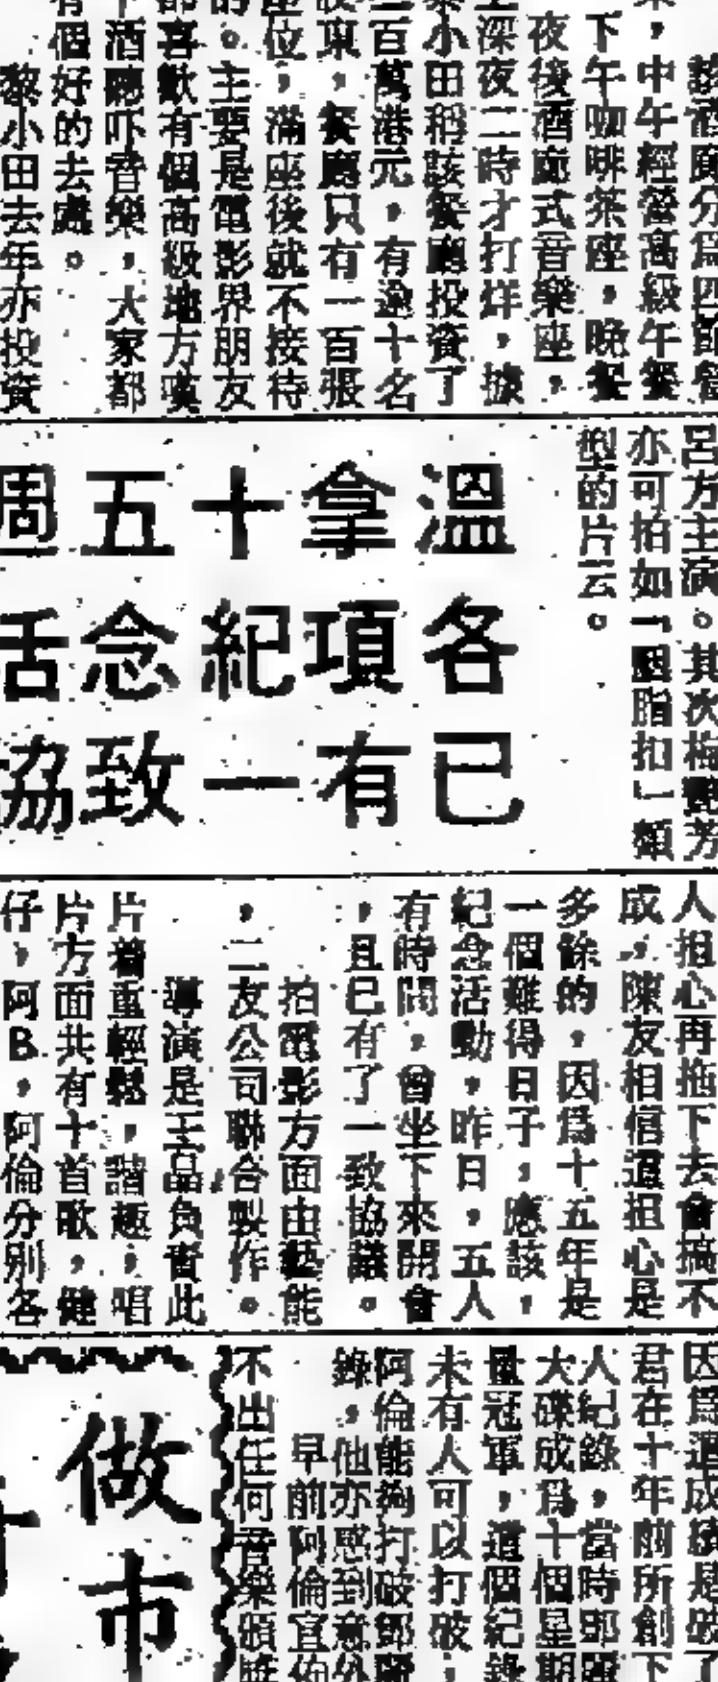 該酒廊分爲四節營
，中午經營高級午餐
下午咖啡茶座，晚餐
夜後酒廊式音樂座，
深夜二時才打烊，據
黎小田稱該餐廳投資了
二百萬港元，有逾十名
股東，餐廳只有一百張
座位，滿座後就不接待
。主要是電影界朋友
都喜歡有個高級地方嘆
下酒聽吓音樂，大家都
有個好的去處。
黎小田去年亦投資
呂方主演。其次梅艷芳
亦可拍如「胭脂扣」類
型的片云。
溫拿十五周
各項紀念活
已有一致協
人担心再拖下去會搞不
成，陳友相信這担心是
多餘的，因爲十五年是
一個難得日子，應該，
紀念活動，昨日，五人
有時間，曾坐下來開會
，且已有了一致協議。
拍電影方面由藝能
，二友公司聯合製作。
導演是王晶負責此
片着重輕鬆，諧趣，唱
片方面共有十首歌，健
仔，阿B，阿倫分別各
因爲這成績是破了
君在十年前所創下
人紀錄，當時鄧麗
大碟成爲十個星期
量冠軍，這個紀錄
未有人可以打破，
阿倫能夠打破鄧麗
錄，他亦感到意外
早前阿倫宣佈
不出任何音樂頒獎
做市